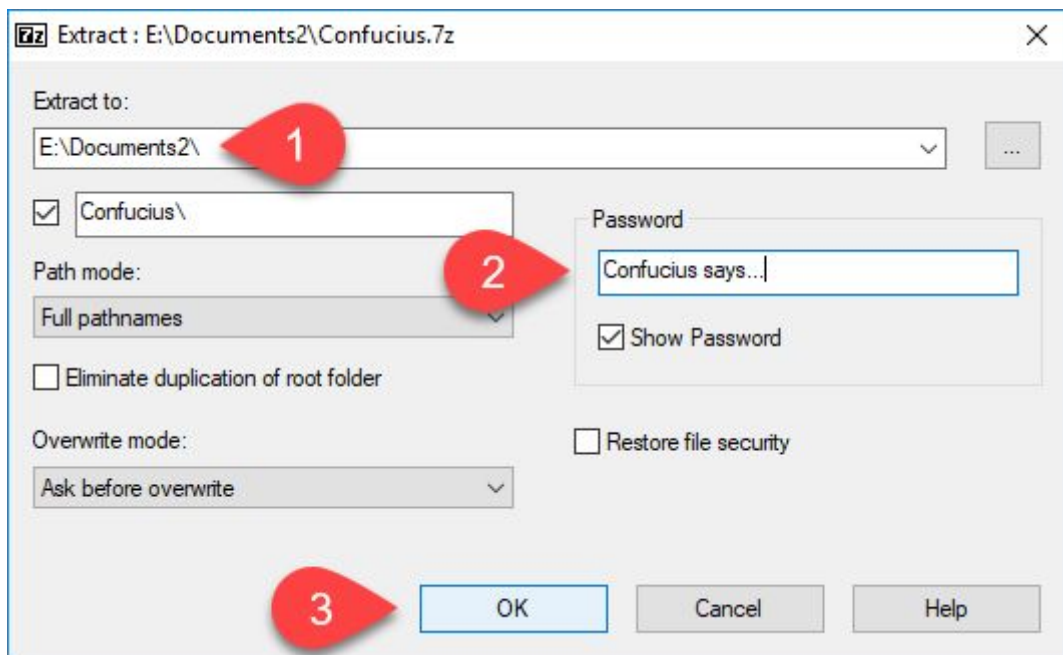 7z Extract : E:\Documents2\Confucius.7z
Extract to:
E:\Documents2\ 1
...
Confucius\
Password
2 Confucius says...
Path mode:
Full pathnames
Show Password
Eliminate duplication of root folder
Overwrite mode:
Restore file security
Ask before overwrite
3 OK Cancel Help